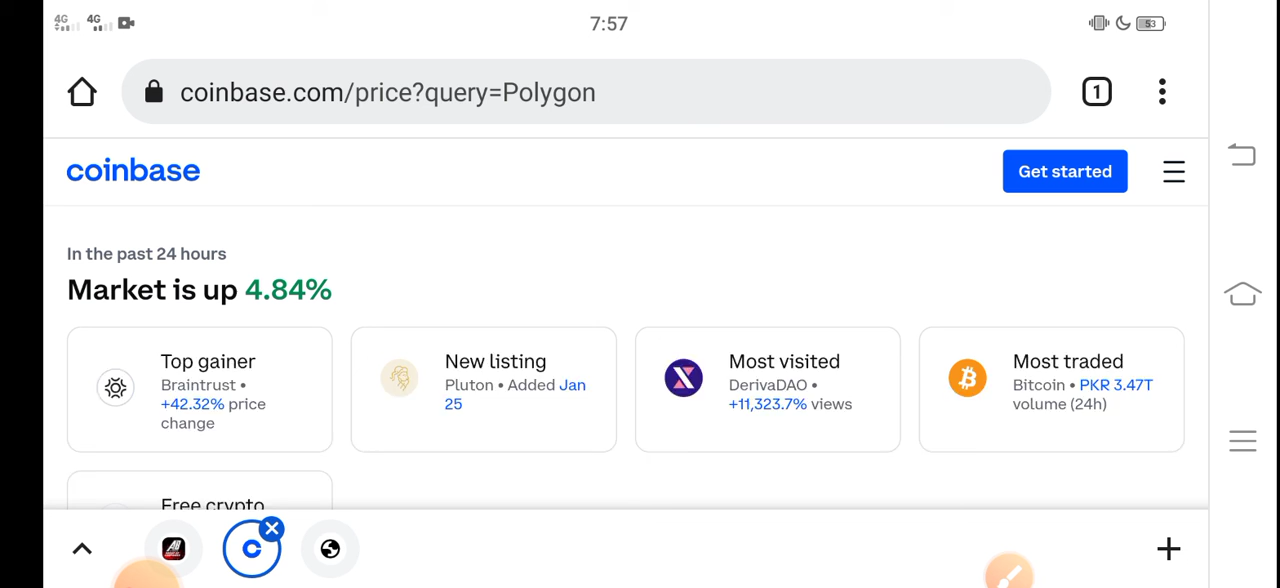 4G 4G 7:57 53
coinbase.com/price?query=Polygon 1
coinbase Get started
In the past 24 hours
Market is up 4.84%
Top gainer
Braintrust •
+42.32% price
change
New listing
Pluton • Added Jan
25
Most visited
DerivaDAO •
+11,323.7% views
Most traded
Bitcoin • PKR 3.47T
volume (24h)
Free crypto